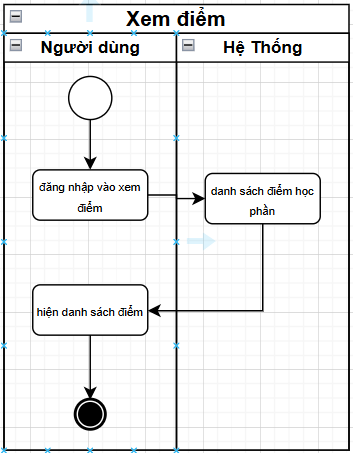 Xem điểm
Người dùng
Hệ Thống
đăng nhập vào xem
điểm
danh sách điểm học
phần
hiện danh sách điểm